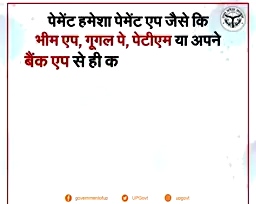 पेमेंट हमेशा पेमेंट एप जैसे कि
भीम एप, गूगल पे, पेटीएम या अपने
बैंक एप से ही क
governmentofup UPGovt upgovt